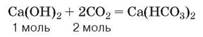 Ca(OH)₂ + 2CO₂ = Ca(HCO₃)₂
1 моль 2 моль